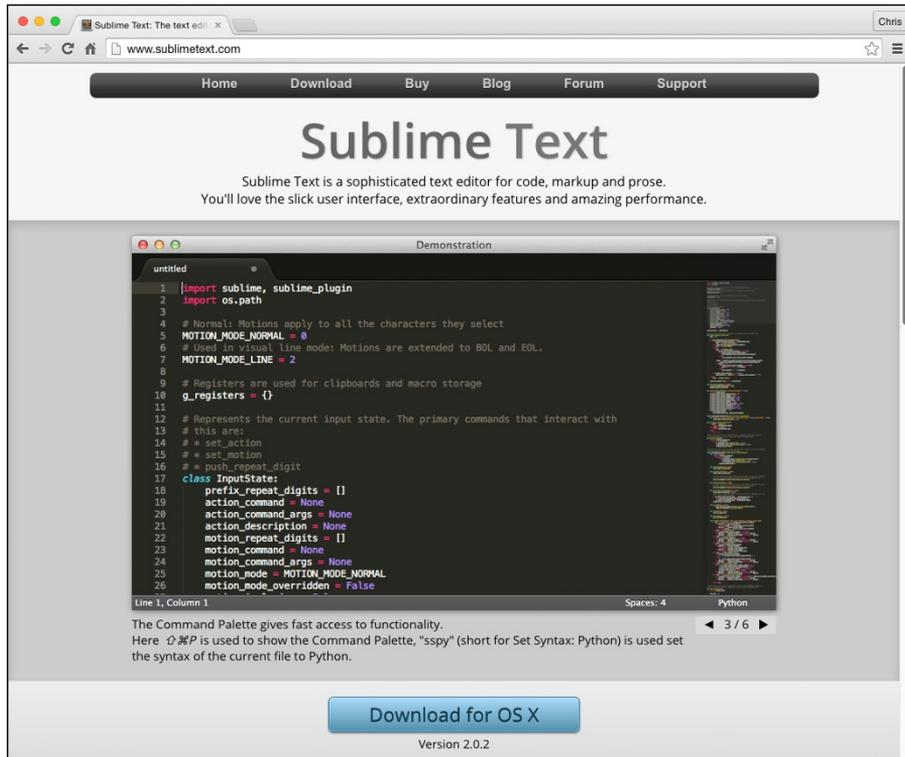 Sublime Text: The text edit
Chris
www.sublimetext.com
Home Download Buy Blog Forum Support
Sublime Text
Sublime Text is a sophisticated text editor for code, markup and prose.
You'll love the slick user interface, extraordinary features and amazing performance.
Demonstration
untitled
1 import sublime, sublime_plugin
2 import os.path
3
4 # Normal: Motions apply to all the characters they select
5 MOTION_MODE_NORMAL = 0
6 # Used in visual line mode: Motions are extended to BOL and EOL.
7 MOTION_MODE_LINE = 2
8
9 # Registers are used for clipboards and macro storage
10 g_registers = {}
11
12 # Represents the current input state. The primary commands that interact with
13 # this are:
14 # * set_action
15 # * set_motion
16 # * push_repeat_digit
17 class InputState:
18 prefix_repeat_digits = []
19 action_command = None
20 action_command_args = None
21 action_description = None
22 motion_repeat_digits = []
23 motion_command = None
24 motion_command_args = None
25 motion_mode = MOTION_MODE_NORMAL
26 motion_mode_overridden = False
Line 1, Column 1 Spaces: 4 Python
The Command Palette gives fast access to functionality.
3 / 6
Here ⇧⌘P is used to show the Command Palette, "sspy" (short for Set Syntax: Python) is used set
the syntax of the current file to Python.
Download for OS X
Version 2.0.2